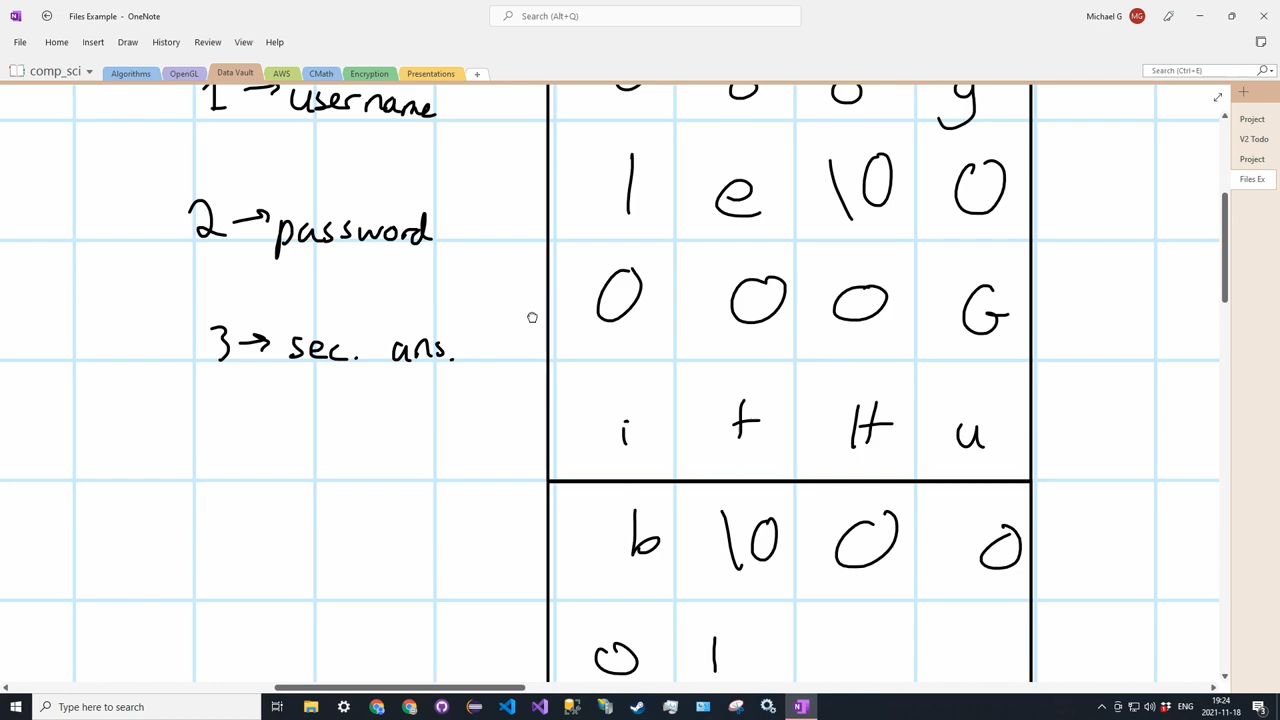 Files Example - OneNote
Search (Alt+Q)
Michael G
MG
File Home Insert Draw History Review View Help
comp_sci
Algorithms OpenGL Data Vault AWS CMath Encryption Presentations +
Search (Ctrl+E)
Project
V2 Todo
Project
Files Ex
1 → username
2 → password
3 → sec. ans.
y
l e \0 0
0 0 0 G
i t H u
b \0 0 0
0 1
Type here to search
ENG
19:24
2021-11-18